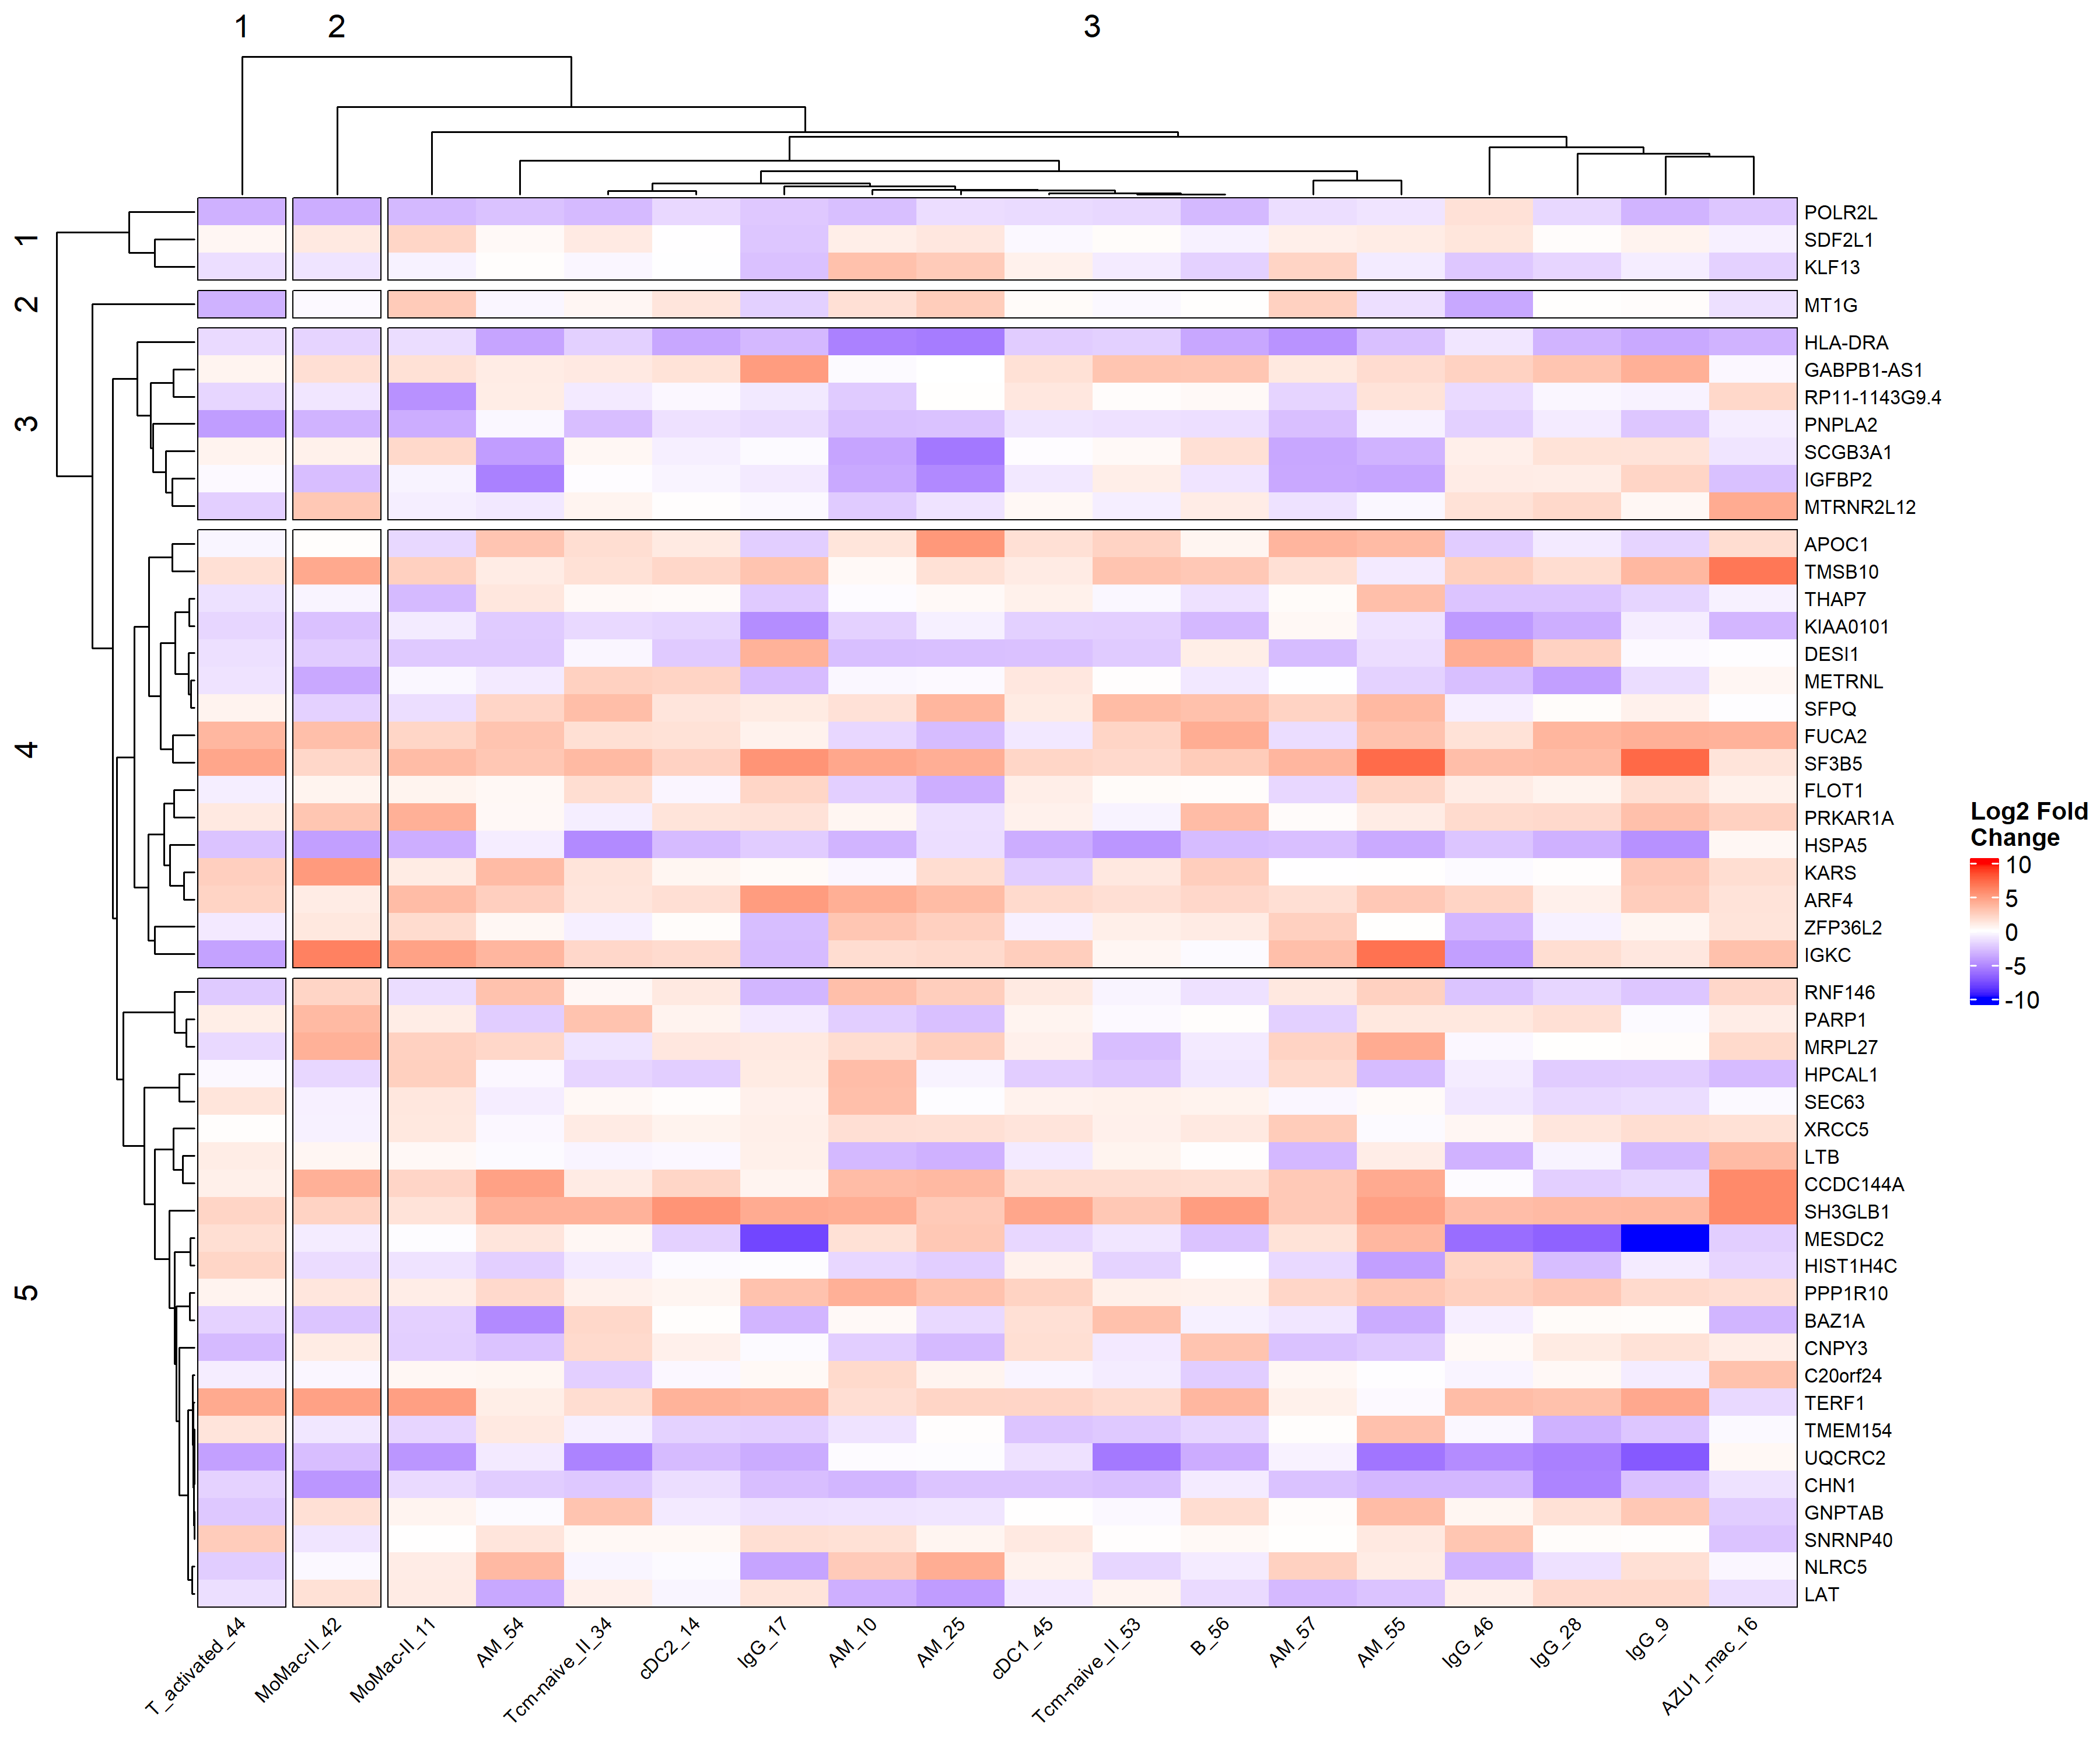 1 2 3
1
2
3
4
5
POLR2L
SDF2L1
KLF13
MT1G
HLA-DRA
GABPB1-AS1
RP11-1143G9.4
PNPLA2
SCGB3A1
IGFBP2
MTRNR2L12
APOC1
TMSB10
THAP7
KIAA0101
DESI1
METRNL
SFPQ
FUCA2
SF3B5
FLOT1
PRKAR1A
HSPA5
KARS
ARF4
ZFP36L2
IGKC
RNF146
PARP1
MRPL27
HPCAL1
SEC63
XRCC5
LTB
CCDC144A
SH3GLB1
MESDC2
HIST1H4C
PPP1R10
BAZ1A
CNPY3
C20orf24
TERF1
TMEM154
UQCRC2
CHN1
GNPTAB
SNRNP40
NLRC5
LAT
T_activated_44
MoMac-II_42
MoMac-II_11
AM_54
Tcm-naive_II_34
cDC2_14
IgG_17
AM_10
AM_25
cDC1_45
Tcm-naive_II_53
B_56
AM_57
AM_55
IgG_46
IgG_28
IgG_9
AZU1_mac_16
Log2 Fold
Change
10
5
0
-5
-10